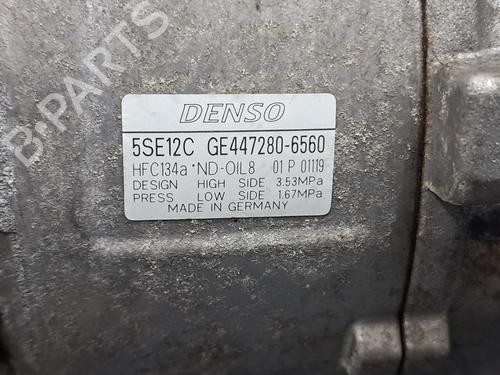 B-PARTS
DENSO
5SE12C GE447280-6560
HFC134a * ND-OIL8 01 P 01119
DESIGN HIGH SIDE 3.53MPa
PRESS LOW SIDE 1.67MPa
MADE IN GERMANY